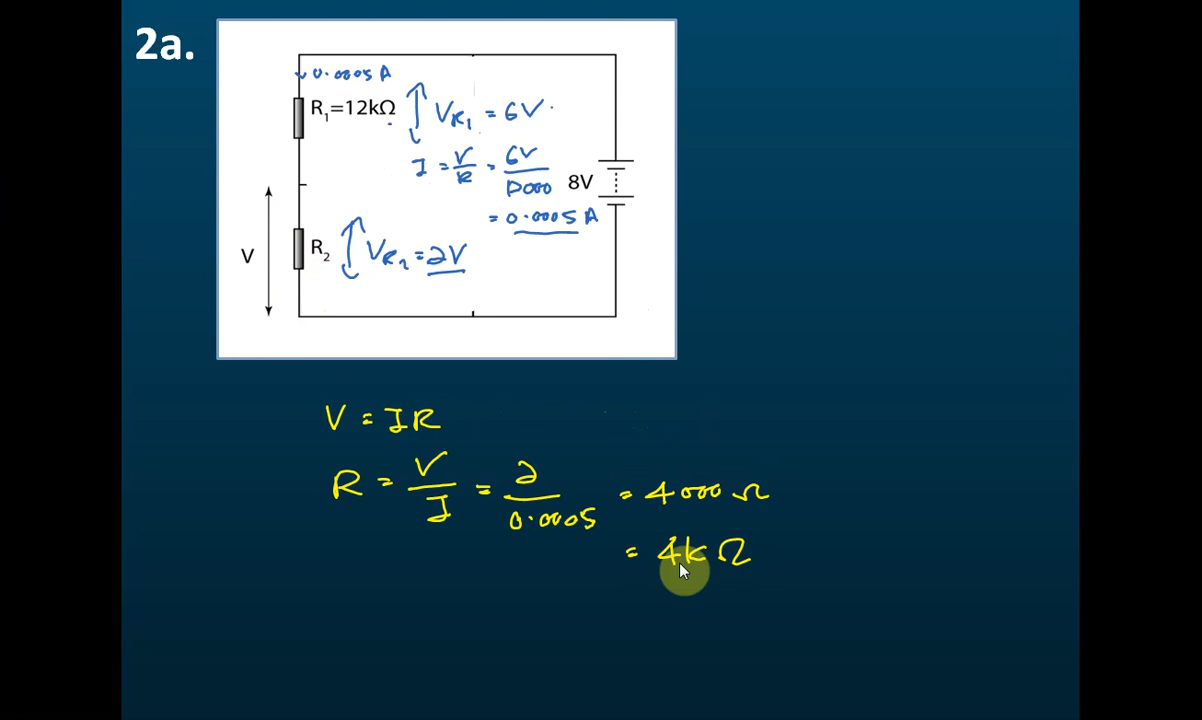 2a.
0.0005 A
R₁=12kΩ
V_R₁ = 6V
I = V/R = 6V/12000
= 0.0005 A
8V
V
R₂
V_R₂ = 2V
V = IR
R = V/I = 2/0.0005 = 4000 Ω
= 4k Ω